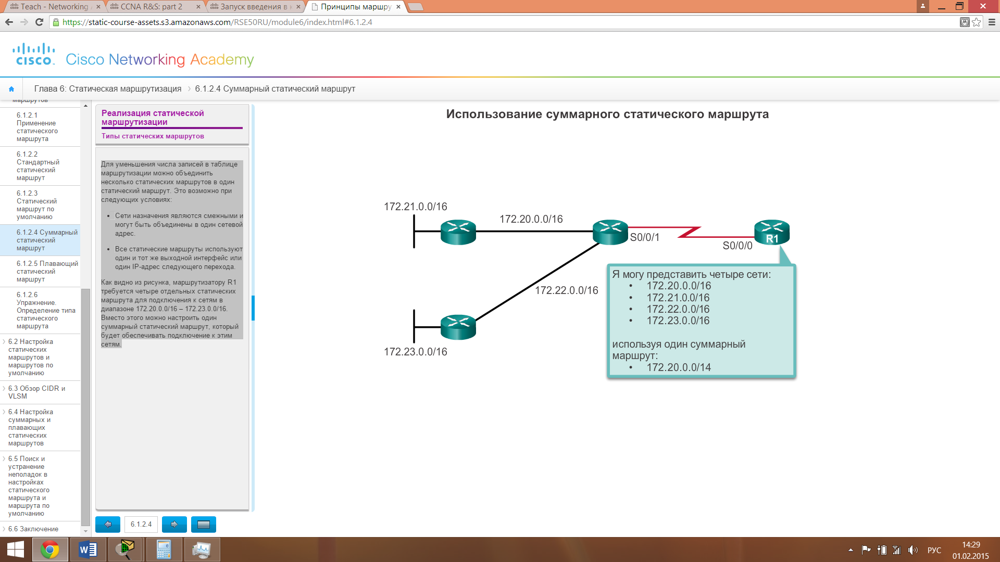 Teach - Networking
CCNA R&S: part 2
Запуск введения в к
Принципы маршру
https://static-course-assets.s3.amazonaws.com/RSE50RU/module6/index.html#6.1.2.4
cisco.
Cisco Networking Academy
Глава 6: Статическая маршрутизация
6.1.2.4 Суммарный статический маршрут
маршрутов
6.1.2.1
Применение
статического
маршрута
6.1.2.2
Стандартный
статический
маршрут
6.1.2.3
Статический
маршрут по
умолчанию
6.1.2.4 Суммарный
статический
маршрут
6.1.2.5 Плавающий
статический
маршрут
6.1.2.6
Упражнение.
Определение типа
статического
маршрута
6.2 Настройка
статических
маршрутов и
маршрутов по
умолчанию
6.3 Обзор CIDR и
VLSM
6.4 Настройка
суммарных и
плавающих
статических
маршрутов
6.5 Поиск и
устранение
неполадок в
настройках
статического
маршрута и
маршрута по
умолчанию
6.6 Заключение
Реализация статической
маршрутизации
Типы статических маршрутов
Для уменьшения числа записей в таблице
маршрутизации можно объединить
несколько статических маршрутов в один
статический маршрут. Это возможно при
следующих условиях:
• Сети назначения являются смежными и
могут быть объединены в один сетевой
адрес.
• Все статические маршруты используют
один и тот же выходной интерфейс или
один IP-адрес следующего перехода.
Как видно из рисунка, маршрутизатору R1
требуется четыре отдельных статических
маршрута для подключения к сетям в
диапазоне 172.20.0.0/16 – 172.23.0.0/16.
Вместо этого можно настроить один
суммарный статический маршрут, который
будет обеспечивать подключение к этим
сетям.
6.1.2.4
Использование суммарного статического маршрута
172.21.0.0/16
172.20.0.0/16
S0/0/1
S0/0/0
R1
172.22.0.0/16
172.23.0.0/16
Я могу представить четыре сети:
• 172.20.0.0/16
• 172.21.0.0/16
• 172.22.0.0/16
• 172.23.0.0/16
используя один суммарный
маршрут:
• 172.20.0.0/14
РУС
14:29
01.02.2015